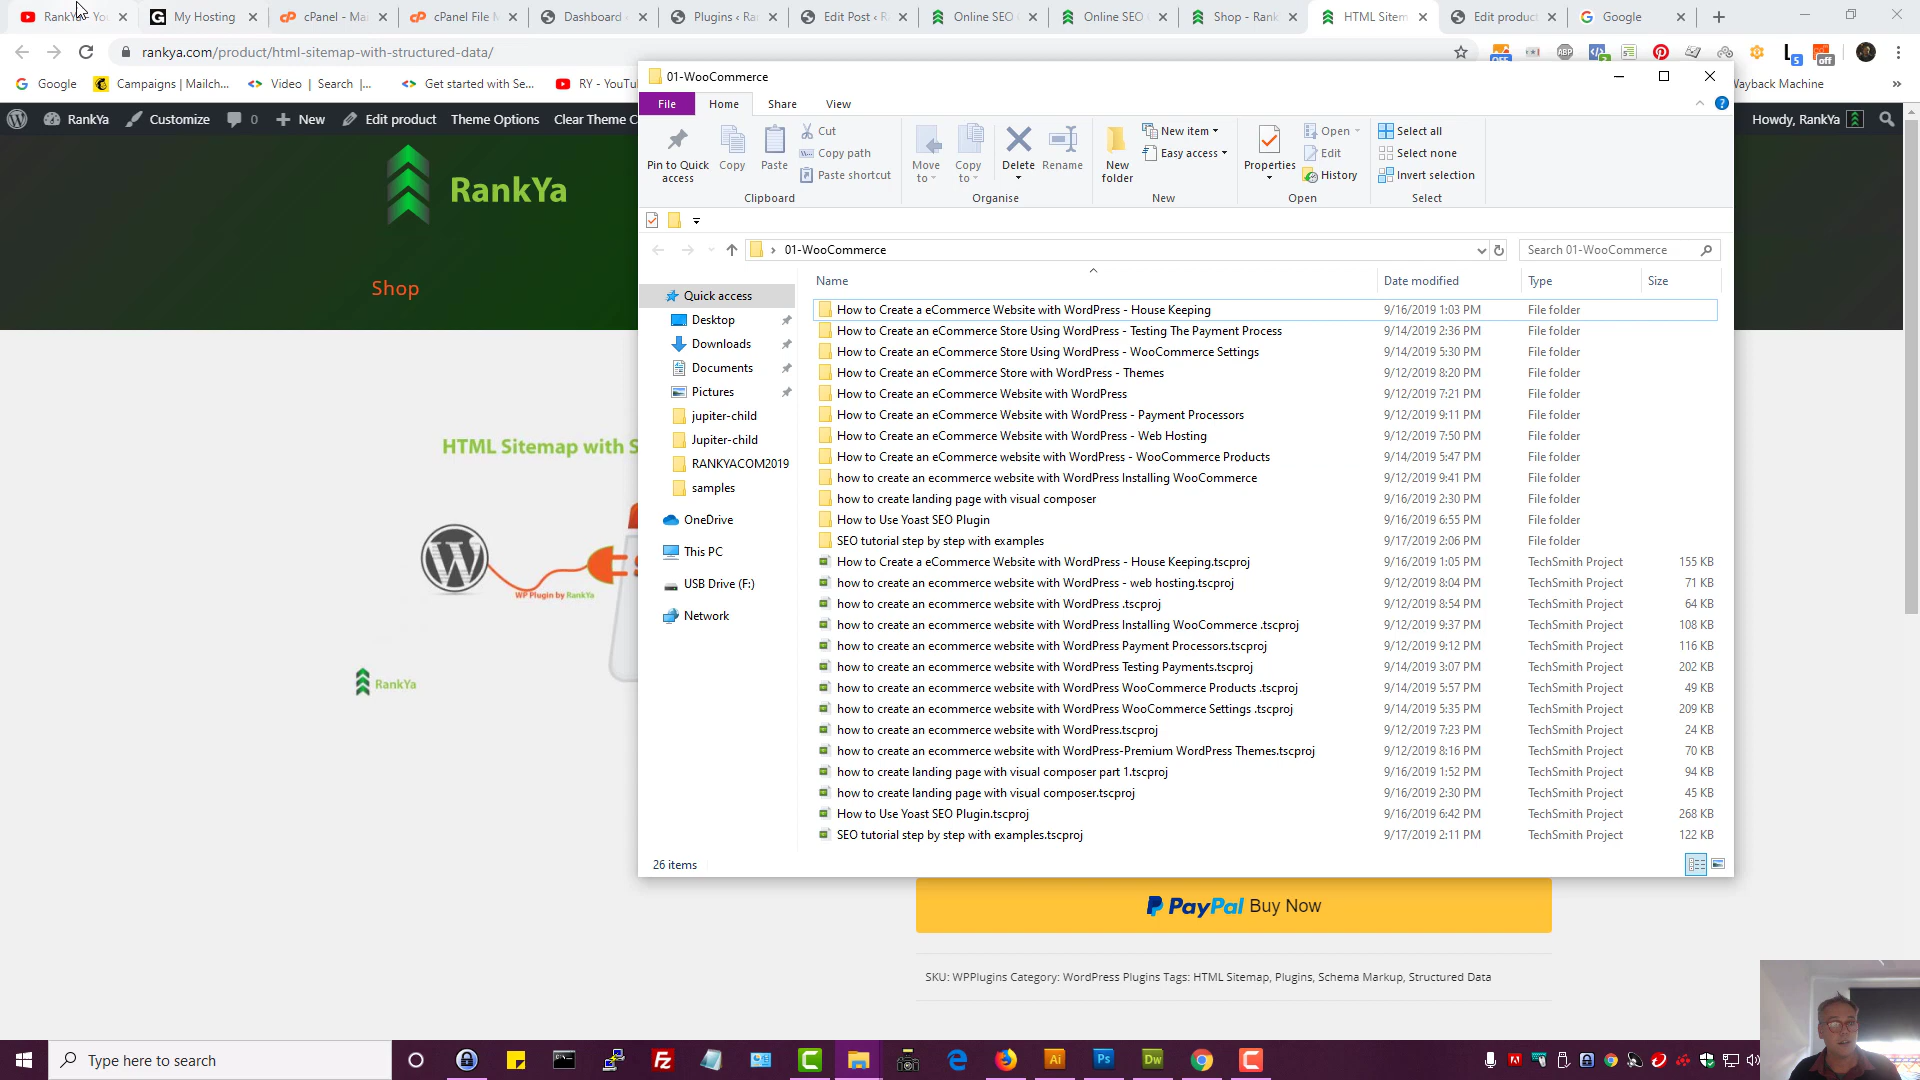 RankYa You
My Hosting
cPanel - Ma
cPanel File M
Dashboard
Plugins ‹ Ra
Edit Post ‹ R
Online SEO
Online SEO
Shop - Rank
HTML Sitem
Edit produc
Google
rankya.com/product/html-sitemap-with-structured-data/
Google
Campaigns | Mailch...
Video | Search |...
Get started with Se...
RY - YouTu
Wayback Machine
»
RankYa
Customize
0
New
Edit product
Theme Options
Clear Theme C
Howdy, RankYa
RankYa
Shop
HTML Sitemap with S
WP Plugin by RankYa
RankYa
01-WooCommerce
File
Home
Share
View
Pin to Quick access
Copy
Paste
Cut
Copy path
Paste shortcut
Clipboard
Move to
Copy to
Delete
Rename
Organise
New folder
New item
Easy access
New
Properties
Open
Edit
History
Open
Select all
Select none
Invert selection
Select
01-WooCommerce
Search 01-WooCommerce
Name Date modified Type Size
Quick access
Desktop
Downloads
Documents
Pictures
jupiter-child
Jupiter-child
RANKYACOM2019
samples
OneDrive
This PC
USB Drive (F:)
Network
How to Create a eCommerce Website with WordPress - House Keeping 9/16/2019 1:03 PM File folder
How to Create an eCommerce Store Using WordPress - Testing The Payment Process 9/14/2019 2:36 PM File folder
How to Create an eCommerce Store Using WordPress - WooCommerce Settings 9/14/2019 5:30 PM File folder
How to Create an eCommerce Store with WordPress - Themes 9/12/2019 8:20 PM File folder
How to Create an eCommerce Website with WordPress 9/12/2019 7:21 PM File folder
How to Create an eCommerce Website with WordPress - Payment Processors 9/12/2019 9:11 PM File folder
How to Create an eCommerce Website with WordPress - Web Hosting 9/12/2019 7:50 PM File folder
How to Create an eCommerce website with WordPress - WooCommerce Products 9/14/2019 5:47 PM File folder
how to create an ecommerce website with WordPress Installing WooCommerce 9/12/2019 9:41 PM File folder
how to create landing page with visual composer 9/16/2019 2:30 PM File folder
How to Use Yoast SEO Plugin 9/16/2019 6:55 PM File folder
SEO tutorial step by step with examples 9/17/2019 2:06 PM File folder
How to Create a eCommerce Website with WordPress - House Keeping.tscproj 9/16/2019 1:05 PM TechSmith Project 155 KB
how to create an ecommerce website with WordPress - web hosting.tscproj 9/12/2019 8:04 PM TechSmith Project 71 KB
how to create an ecommerce website with WordPress .tscproj 9/12/2019 8:54 PM TechSmith Project 64 KB
how to create an ecommerce website with WordPress Installing WooCommerce .tscproj 9/12/2019 9:37 PM TechSmith Project 108 KB
how to create an ecommerce website with WordPress Payment Processors.tscproj 9/12/2019 9:12 PM TechSmith Project 116 KB
how to create an ecommerce website with WordPress Testing Payments.tscproj 9/14/2019 3:07 PM TechSmith Project 202 KB
how to create an ecommerce website with WordPress WooCommerce Products .tscproj 9/14/2019 5:57 PM TechSmith Project 49 KB
how to create an ecommerce website with WordPress WooCommerce Settings .tscproj 9/14/2019 5:35 PM TechSmith Project 209 KB
how to create an ecommerce website with WordPress.tscproj 9/12/2019 7:23 PM TechSmith Project 24 KB
how to create an ecommerce website with WordPress-Premium WordPress Themes.tscproj 9/12/2019 8:16 PM TechSmith Project 70 KB
how to create landing page with visual composer part 1.tscproj 9/16/2019 1:52 PM TechSmith Project 94 KB
how to create landing page with visual composer.tscproj 9/16/2019 2:30 PM TechSmith Project 45 KB
How to Use Yoast SEO Plugin.tscproj 9/16/2019 6:42 PM TechSmith Project 268 KB
SEO tutorial step by step with examples.tscproj 9/17/2019 2:11 PM TechSmith Project 122 KB
26 items
PayPal Buy Now
SKU: WPPlugins Category: WordPress Plugins Tags: HTML Sitemap, Plugins, Schema Markup, Structured Data
Type here to search